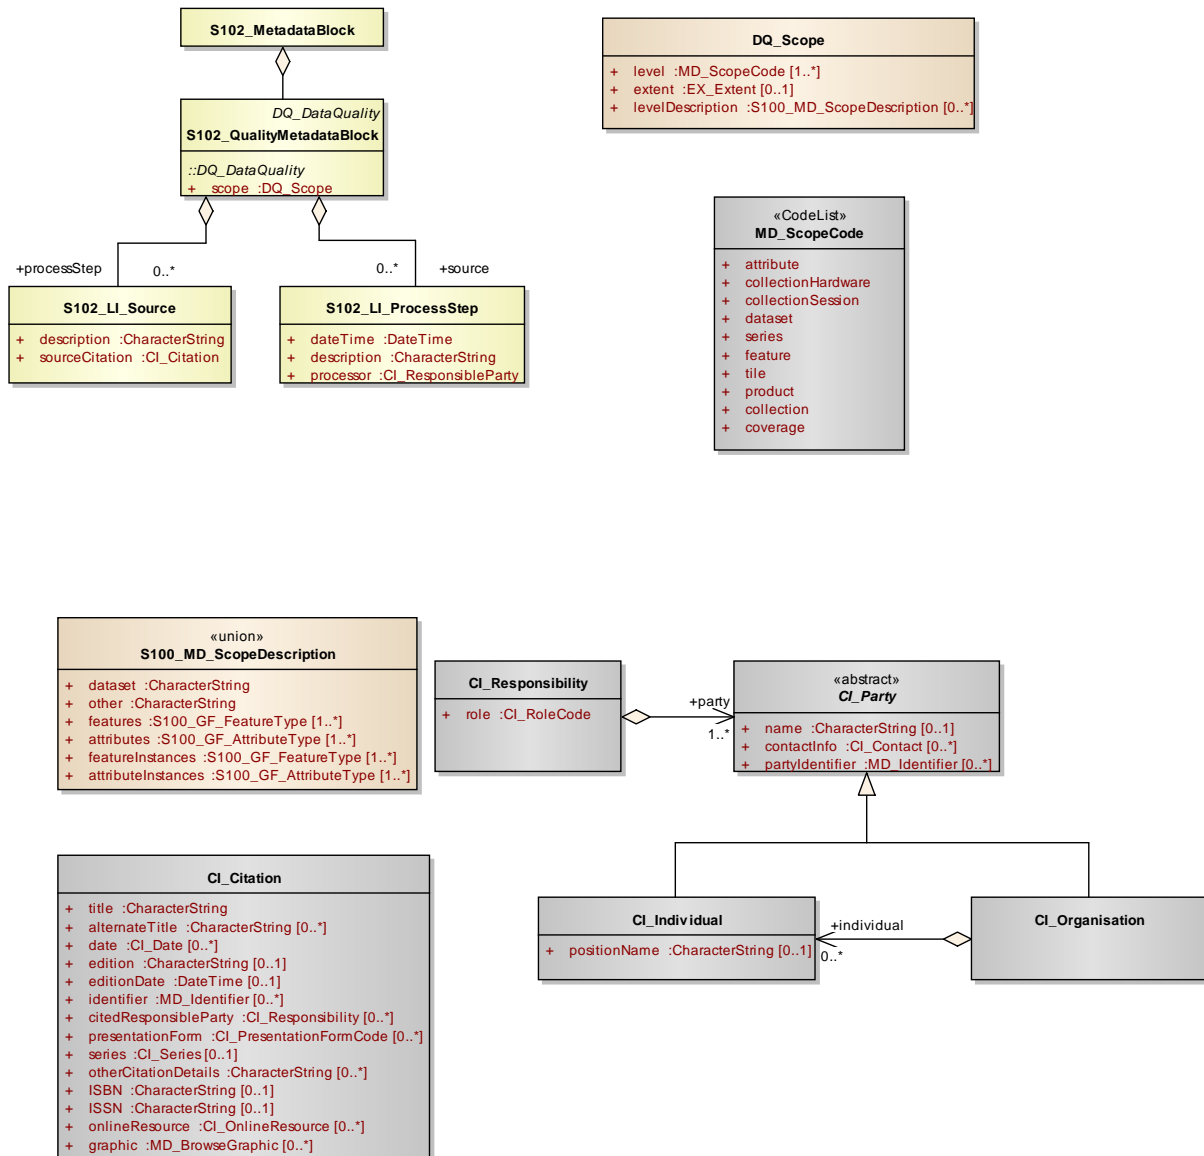 S102_MetadataBlock
DQ_DataQuality
S102_QualityMetadataBlock
::DQ_DataQuality
+ scope :DQ_Scope
+processStep
0..*
0..*
+source
S102_LI_Source
+ description :CharacterString
+ sourceCitation :CI_Citation
S102_LI_ProcessStep
+ dateTime :DateTime
+ description :CharacterString
+ processor :CI_ResponsibleParty
DQ_Scope
+ level :MD_ScopeCode [1..*]
+ extent :EX_Extent [0..1]
+ levelDescription :S100_MD_ScopeDescription [0..*]
«CodeList»
MD_ScopeCode
+ attribute
+ collectionHardware
+ collectionSession
+ dataset
+ series
+ feature
+ tile
+ product
+ collection
+ coverage
«union»
S100_MD_ScopeDescription
+ dataset :CharacterString
+ other :CharacterString
+ features :S100_GF_FeatureType [1..*]
+ attributes :S100_GF_AttributeType [1..*]
+ featureInstances :S100_GF_FeatureType [1..*]
+ attributeInstances :S100_GF_AttributeType [1..*]
CI_Responsibility
+ role :CI_RoleCode
+party
1..*
«abstract»
CI_Party
+ name :CharacterString [0..1]
+ contactInfo :CI_Contact [0..*]
+ partyIdentifier :MD_Identifier [0..*]
CI_Individual
+ positionName :CharacterString [0..1]
+individual
0..*
CI_Organisation
CI_Citation
+ title :CharacterString
+ alternateTitle :CharacterString [0..*]
+ date :CI_Date [0..*]
+ edition :CharacterString [0..1]
+ editionDate :DateTime [0..1]
+ identifier :MD_Identifier [0..*]
+ citedResponsibleParty :CI_Responsibility [0..*]
+ presentationForm :CI_PresentationFormCode [0..*]
+ series :CI_Series [0..1]
+ otherCitationDetails :CharacterString [0..*]
+ ISBN :CharacterString [0..1]
+ ISSN :CharacterString [0..1]
+ onlineResource :CI_OnlineResource [0..*]
+ graphic :MD_BrowseGraphic [0..*]